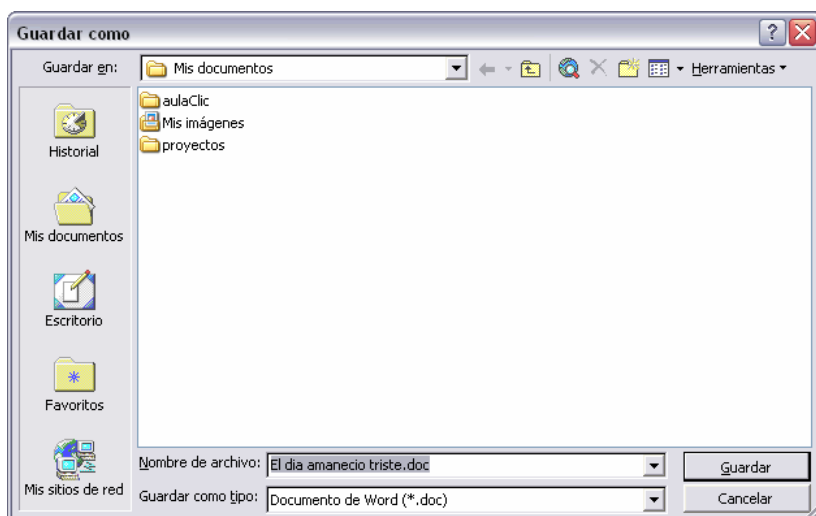 Guardar como
Guardar en: Mis documentos Herramientas
aulaClic
Mis imágenes
proyectos
Historial
Mis documentos
Escritorio
Favoritos
Mis sitios de red
Nombre de archivo: El dia amanecio triste.doc Guardar
Guardar como tipo: Documento de Word (*.doc) Cancelar